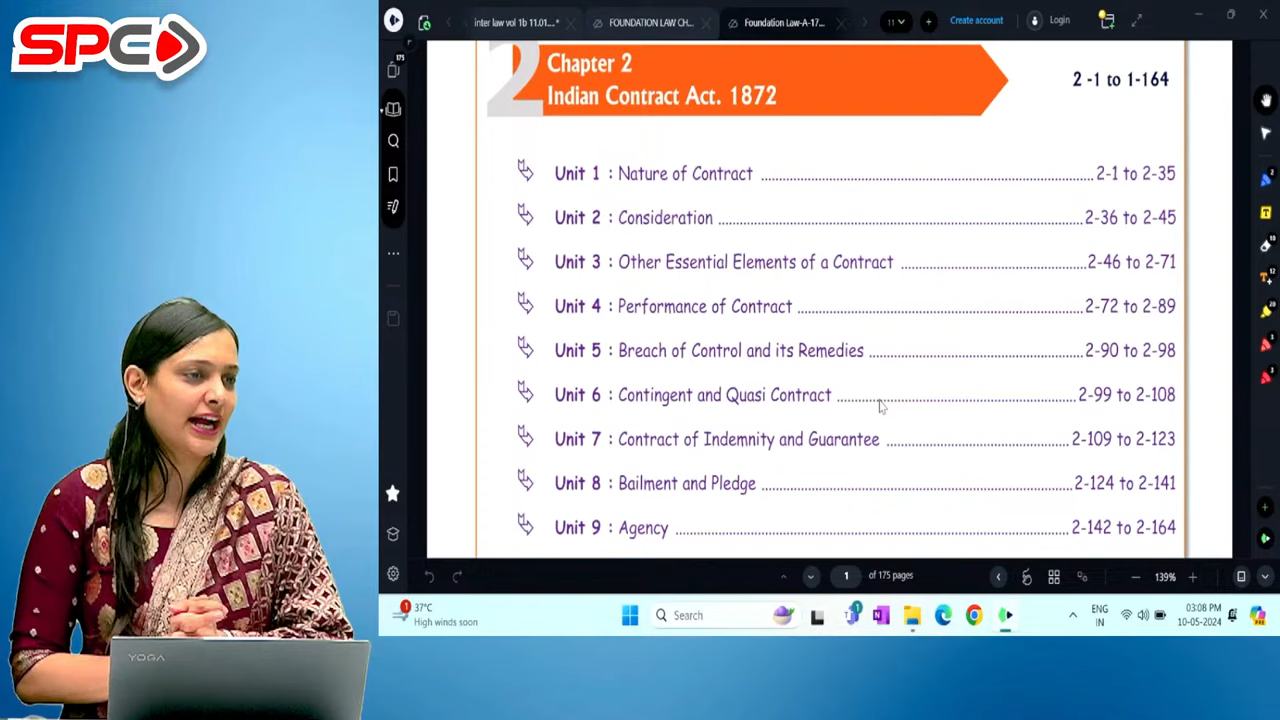 SPC
inter law vol 1b 11.01....*
FOUNDATION LAW CH...
Foundation Law-A-17...
11
Create account
Login
175
2
Chapter 2
Indian Contract Act. 1872
2 -1 to 1-164
Unit 1 : Nature of Contract ........ 2-1 to 2-35
Unit 2 : Consideration ........ 2-36 to 2-45
Unit 3 : Other Essential Elements of a Contract ........ 2-46 to 2-71
Unit 4 : Performance of Contract ........ 2-72 to 2-89
Unit 5 : Breach of Control and its Remedies ........ 2-90 to 2-98
Unit 6 : Contingent and Quasi Contract ........ 2-99 to 2-108
Unit 7 : Contract of Indemnity and Guarantee ........ 2-109 to 2-123
Unit 8 : Bailment and Pledge ........ 2-124 to 2-141
Unit 9 : Agency ........ 2-142 to 2-164
1 of 175 pages
139%
YOGA
1
37°C
High winds soon
Search
ENG
IN
03:08 PM
10-05-2024